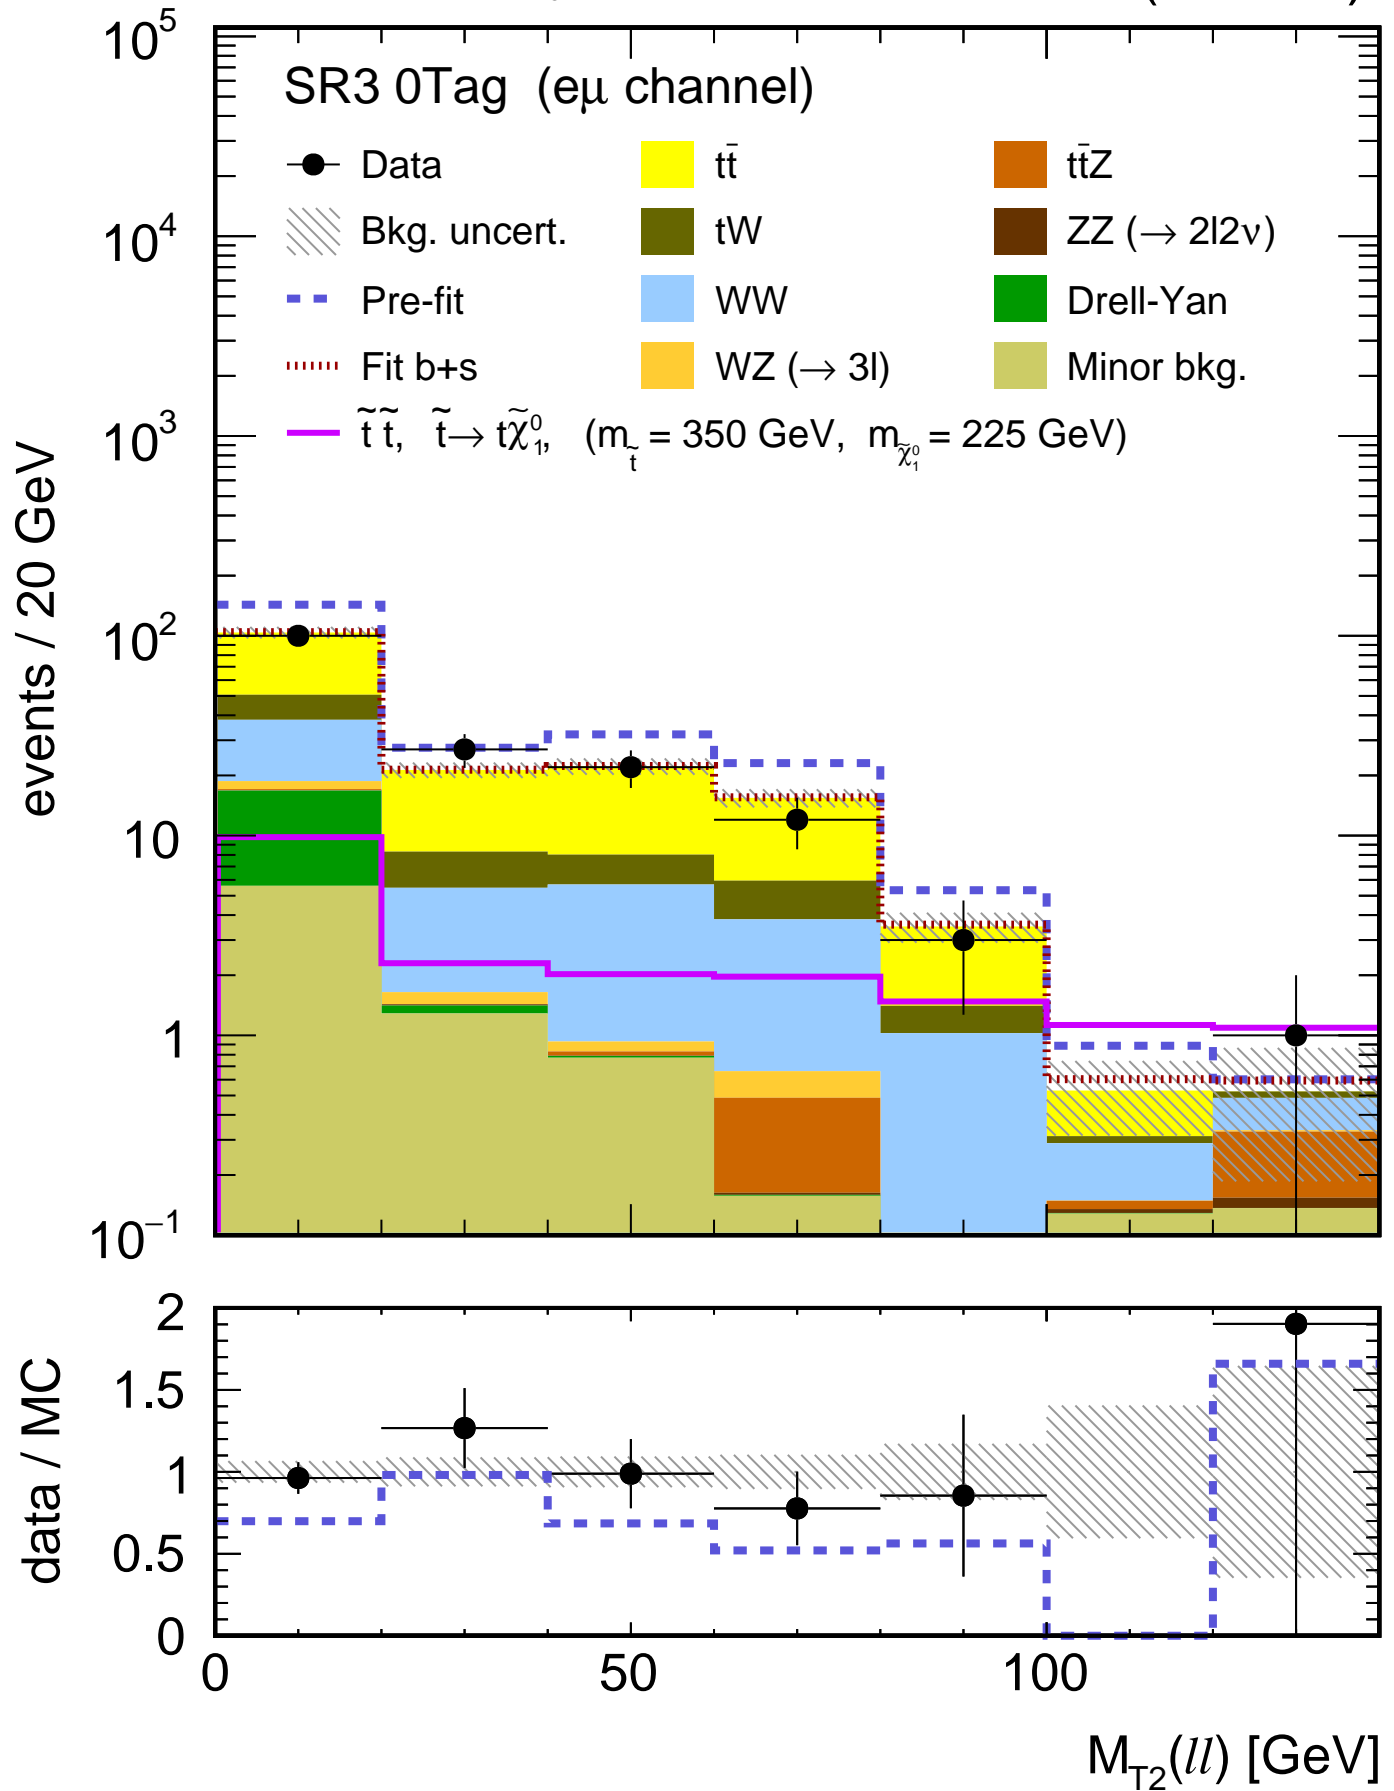 SR3 0Tag (eμ channel)
Data
tt̄
tt̄Z
Bkg. uncert.
tW
ZZ (→ 2l2ν)
Pre-fit
WW
Drell-Yan
Fit b+s
WZ (→ 3l)
Minor bkg.
t̃ t̃, t̃→ tχ̃⁰₁, (m_t̃ = 350 GeV, m_χ̃⁰₁ = 225 GeV)
events / 20 GeV
10⁵
10⁴
10³
10²
10
1
10⁻¹
data / MC
2
1.5
1
0.5
0
0 50 100
M_T2(ll) [GeV]